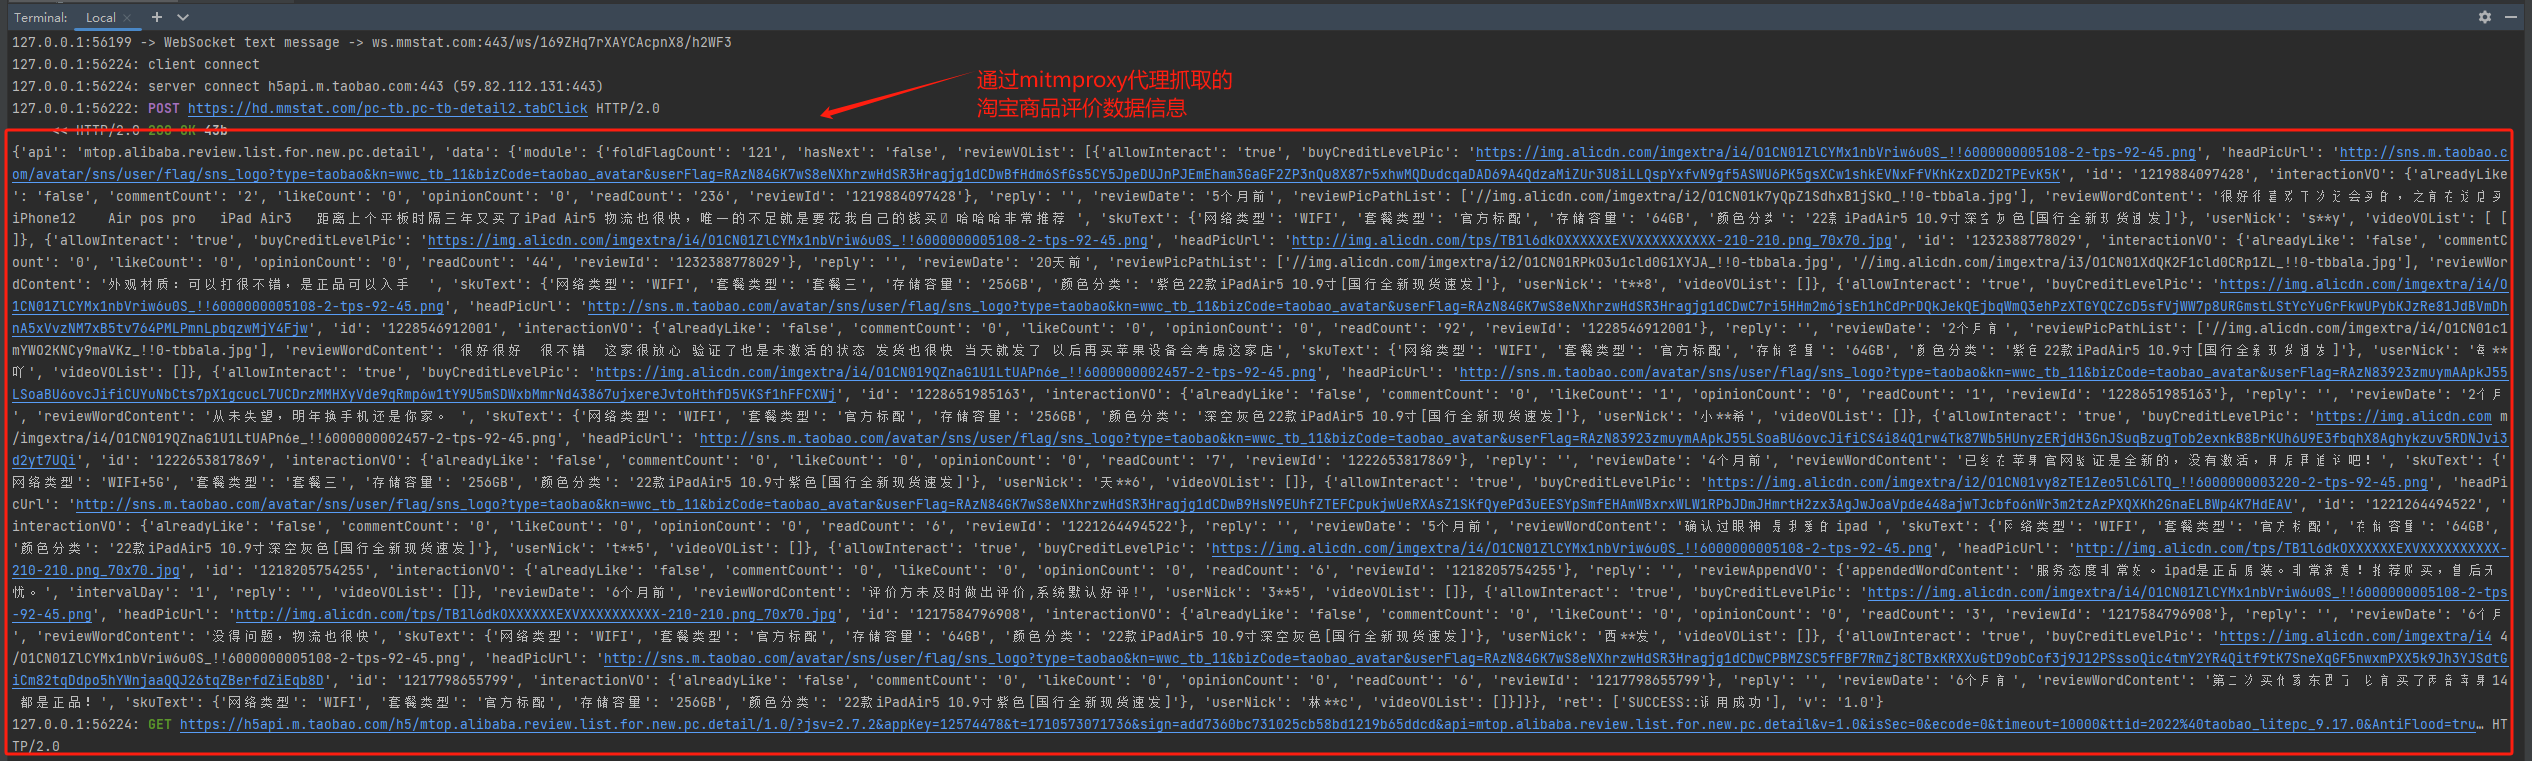 Terminal: Local × +
127.0.0.1:56199 -> WebSocket text message -> ws.mmstat.com:443/ws/169ZHq7rXAYCAcpnX8/h2WF3
127.0.0.1:56224: client connect
127.0.0.1:56224: server connect h5api.m.taobao.com:443 (59.82.112.131:443)
通过mitmproxy代理抓取的
淘宝商品评价数据信息
127.0.0.1:56222: POST https://hd.mmstat.com/pc-tb.pc-tb-detail2.tabClick HTTP/2.0
<< HTTP/2.0 200 OK 43b
{'api': 'mtop.alibaba.review.list.for.new.pc.detail', 'data': {'module': {'foldFlagCount': '121', 'hasNext': 'false', 'reviewVOList': [{'allowInteract': 'true', 'buyCreditLevelPic': 'https://img.alicdn.com/imgextra/i4/O1CN01ZlCYMx1nbVriw6u0S_!!6000000005108-2-tps-92-45.png', 'headPicUrl': 'http://sns.m.taobao.c
om/avatar/sns/user/flag/sns_logo?type=taobao&kn=wwc_tb_11&bizCode=taobao_avatar&userFlag= ', 'id': '1219884097428', 'interactionVO': {'alreadyLike
': 'false', 'commentCount': '2', 'likeCount': '0', 'opinionCount': '0', 'readCount': '236', 'reviewId': '1219884097428'}, 'reply': '', 'reviewDate': '5个月前', 'reviewPicPathList': ['//img.alicdn.com/imgextra/i2/O1CN01k7yQpZ1SdhxB1jSkO_!!0-tbbala.jpg'], 'reviewWordContent': '
iPhone12 Air pos pro iPad Air3 距离上个平板时隔三年又买了iPad Air5 物流也很快，唯一的不足就是要花我自己的钱买 哈哈哈非常推荐 ', 'skuText': {'网络类型': 'WIFI', '套餐类型': '官方标配', '存储容量': '64GB', '颜色分类': '22款iPadAir5 10.9寸深空灰色[国行全新现货速发]'}, 'userNick': 's**y', 'videoVOList': [
]}, {'allowInteract': 'true', 'buyCreditLevelPic': 'https://img.alicdn.com/imgextra/i4/O1CN01ZlCYMx1nbVriw6u0S_!!6000000005108-2-tps-92-45.png', 'headPicUrl': 'http://img.alicdn.com/tps/TB1l6dkOXXXXXXEXVXXXXXXXXXX-210-210.png_70x70.jpg', 'id': '1232388778029', 'interactionVO': {'alreadyLike': 'false', 'commentC
ount': '0', 'likeCount': '0', 'opinionCount': '0', 'readCount': '44', 'reviewId': '1232388778029'}, 'reply': '', 'reviewDate': '20天前', 'reviewPicPathList': ['//img.alicdn.com/imgextra/i2/O1CN01RPkO3u1cld0G1XYJA_!!0-tbbala.jpg', '//img.alicdn.com/imgextra/i3/O1CN01XdQK2F1cld0CRp1ZL_!!0-tbbala.jpg'], 'reviewWor
dContent': '外观材质：可以打很不错，是正品可以入手 ', 'skuText': {'网络类型': 'WIFI', '套餐类型': '套餐三', '存储容量': '256GB', '颜色分类': '紫色22款iPadAir5 10.9寸[国行全新现货速发]'}, 'userNick': 't**8', 'videoVOList': []}, {'allowInteract': 'true', 'buyCreditLevelPic': 'https://img.alicdn.com/imgextra/i4/O
1CN01ZlCYMx1nbVriw6u0S_!!6000000005108-2-tps-92-45.png', 'headPicUrl': 'http://sns.m.taobao.com/avatar/sns/user/flag/sns_logo?type=taobao&kn=wwc_tb_11&bizCode=taobao_avatar&userFlag=
', 'id': '1228546912001', 'interactionVO': {'alreadyLike': 'false', 'commentCount': '0', 'likeCount': '0', 'opinionCount': '0', 'readCount': '92', 'reviewId': '1228546912001'}, 'reply': '', 'reviewDate': '2个月前', 'reviewPicPathList': ['//img.alicdn.com/imgextra/i4/O1CN01c1
mYWO2KNCy9maVKz_!!0-tbbala.jpg'], 'reviewWordContent': '很好很好 很不错 这家很放心 验证了也是未激活的状态 发货也很快 当天就发了 以后再买苹果设备会考虑这家店', 'skuText': {'网络类型': 'WIFI', '套餐类型': '官方标配', '存储容量': '64GB', '颜色分类': '紫色22款iPadAir5 10.9寸[国行全新现货速发]'}, 'userNick': '**
吖', 'videoVOList': []}, {'allowInteract': 'true', 'buyCreditLevelPic': 'https://img.alicdn.com/imgextra/i4/O1CN019QZnaG1U1LtUAPn6e_!!6000000002457-2-tps-92-45.png', 'headPicUrl': 'http://sns.m.taobao.com/avatar/sns/user/flag/sns_logo?type=taobao&kn=wwc_tb_11&bizCode=taobao_avatar&userFlag=RAzN83923zmuymAApkJ55
', 'id': '1228651985163', 'interactionVO': {'alreadyLike': 'false', 'commentCount': '0', 'likeCount': '1', 'opinionCount': '0', 'readCount': '1', 'reviewId': '1228651985163'}, 'reply': '', 'reviewDate': '2个月
', 'reviewWordContent': '从未失望，明年换手机还是你家。 ', 'skuText': {'网络类型': 'WIFI', '套餐类型': '官方标配', '存储容量': '256GB', '颜色分类': '深空灰色22款iPadAir5 10.9寸[国行全新现货速发]'}, 'userNick': '小**希', 'videoVOList': []}, {'allowInteract': 'true', 'buyCreditLevelPic': 'https://img.alicdn.com m
/imgextra/i4/O1CN019QZnaG1U1LtUAPn6e_!!6000000002457-2-tps-92-45.png', 'headPicUrl': 'http://sns.m.taobao.com/avatar/sns/user/flag/sns_logo?type=taobao&kn=wwc_tb_11&bizCode=taobao_avatar&userFlag=
d2yt7UQi', 'id': '1222653817869', 'interactionVO': {'alreadyLike': 'false', 'commentCount': '0', 'likeCount': '0', 'opinionCount': '0', 'readCount': '7', 'reviewId': '1222653817869'}, 'reply': '', 'reviewDate': '4个月前', 'reviewWordContent': '已经在苹果官网验证是全新的，没有激活， ', 'skuText': {'
网络类型': 'WIFI+5G', '套餐类型': '套餐三', '存储容量': '256GB', '颜色分类': '22款iPadAir5 10.9寸紫色[国行全新现货速发]'}, 'userNick': '天**6', 'videoVOList': []}, {'allowInteract': 'true', 'buyCreditLevelPic': 'https://img.alicdn.com/imgextra/i2/O1CN01vy8zTE1Zeo5lC6lTQ_!!6000000003220-2-tps-92-45.png', 'headPi
cUrl': 'http://sns.m.taobao.com/avatar/sns/user/flag/sns_logo?type=taobao&kn=wwc_tb_11&bizCode=taobao_avatar&userFlag= ', 'id': '1221264494522', '
interactionVO': {'alreadyLike': 'false', 'commentCount': '0', 'likeCount': '0', 'opinionCount': '0', 'readCount': '6', 'reviewId': '1221264494522'}, 'reply': '', 'reviewDate': '5个月前', 'reviewWordContent': '确认过眼神 是我要的ipad ', 'skuText': {'网络类型': 'WIFI', '套餐类型': '官方标配', '存储容量': '64GB',
'颜色分类': '22款iPadAir5 10.9寸深空灰色[国行全新现货速发]'}, 'userNick': 't**5', 'videoVOList': []}, {'allowInteract': 'true', 'buyCreditLevelPic': 'https://img.alicdn.com/imgextra/i4/O1CN01ZlCYMx1nbVriw6u0S_!!6000000005108-2-tps-92-45.png', 'headPicUrl': 'http://img.alicdn.com/tps/TB1l6dkOXXXXXXEXVXXXXXXXXXX-
210-210.png_70x70.jpg', 'id': '1218205754255', 'interactionVO': {'alreadyLike': 'false', 'commentCount': '0', 'likeCount': '0', 'opinionCount': '0', 'readCount': '6', 'reviewId': '1218205754255'}, 'reply': '', 'reviewAppendVO': {'appendedWordContent': '服务态度非常好。ipad是正品原装。非常满意！推荐购买，售后无
忧。', 'intervalDay': '1', 'reply': '', 'videoVOList': []}, 'reviewDate': '6个月前', 'reviewWordContent': '评价方未及时做出评价,系统默认好评!', 'userNick': '3**5', 'videoVOList': []}, {'allowInteract': 'true', 'buyCreditLevelPic': 'https://img.alicdn.com/imgextra/i4/O1CN01ZlCYMx1nbVriw6u0S_!!6000000005108-2-tps
-92-45.png', 'headPicUrl': 'http://img.alicdn.com/tps/TB1l6dkOXXXXXXEXVXXXXXXXXXX-210-210.png_70x70.jpg', 'id': '1217584796908', 'interactionVO': {'alreadyLike': 'false', 'commentCount': '0', 'likeCount': '0', 'opinionCount': '0', 'readCount': '3', 'reviewId': '1217584796908'}, 'reply': '', 'reviewDate': '6个月
', 'reviewWordContent': '没得问题，物流也很快', 'skuText': {'网络类型': 'WIFI', '套餐类型': '官方标配', '存储容量': '64GB', '颜色分类': '22款iPadAir5 10.9寸深空灰色[国行全新现货速发]'}, 'userNick': '西**发', 'videoVOList': []}, {'allowInteract': 'true', 'buyCreditLevelPic': 'https://img.alicdn.com/imgextra/i4 4
/O1CN01ZlCYMx1nbVriw6u0S_!!6000000005108-2-tps-92-45.png', 'headPicUrl': 'http://sns.m.taobao.com/avatar/sns/user/flag/sns_logo?type=taobao&kn=wwc_tb_11&bizCode=taobao_avatar&userFlag=
', 'id': '1217798655799', 'interactionVO': {'alreadyLike': 'false', 'commentCount': '0', 'likeCount': '0', 'opinionCount': '0', 'readCount': '6', 'reviewId': '1217798655799'}, 'reply': '', 'reviewDate': '6个月前', 'reviewWordContent': '
都是正品！', 'skuText': {'网络类型': 'WIFI', '套餐类型': '官方标配', '存储容量': '256GB', '颜色分类': '22款iPadAir5 10.9寸紫色[国行全新现货速发]'}, 'userNick': '林**c', 'videoVOList': []}]}}, 'ret': ['SUCCESS::调用成功'], 'v': '1.0'}
127.0.0.1:56224: GET https://h5api.m.taobao.com/h5/mtop.alibaba.review.list.for.new.pc.detail/1.0/?jsv=2.7.2&appKey=12574478&t=1710573071736&sign=add7360bc731025cb58bd1219b65ddcd&api=mtop.alibaba.review.list.for.new.pc.detail&v=1.0&isSec=0&ecode=0&timeout=10000&ttid=2022%40taobao_litepc_9.17.0&AntiFlood=tru… HT
TP/2.0